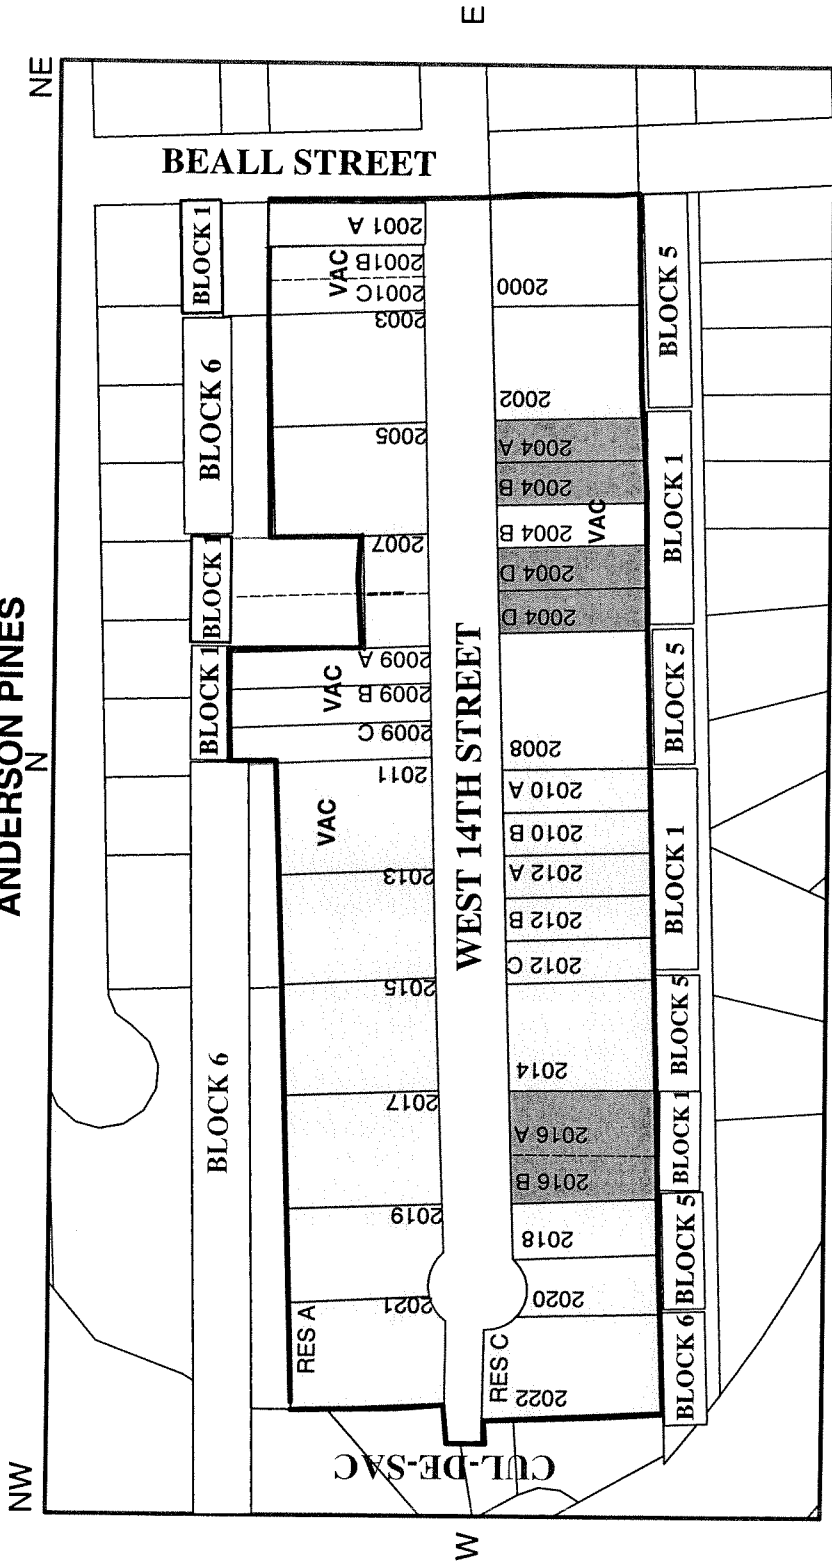 ANDERSON PINES
NW
N
NE
W
E
BEALL STREET
WEST 14TH STREET
CUL-DE-SAC
BLOCK 6
BLOCK 1
BLOCK 1
BLOCK 6
BLOCK 1
RES A
2021
2019
2017
2015
2013
VAC
2011
2009 C
2009 B
VAC
2009 A
2007
2005
2003
2001C
2001B
VAC
2001 A
RES C
2022
2020
2018
2016 B
2016 A
2014
2012 C
2012 B
2012 A
2010 B
2010 A
2008
2004 D
2004 D
2004 B
VAC
2004 B
2004 A
2002
2000
BLOCK 6
BLOCK 5
BLOCK 1
BLOCK 5
BLOCK 1
BLOCK 5
BLOCK 1
BLOCK 5